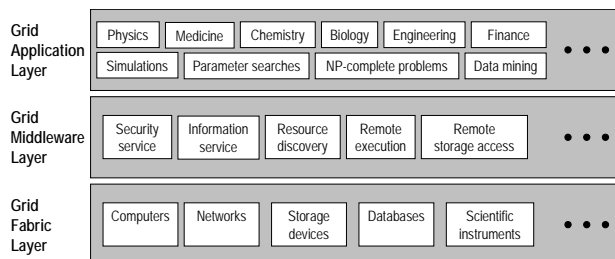 Grid
Application
Layer
Physics Medicine Chemistry Biology Engineering Finance
Simulations Parameter searches NP-complete problems Data mining
Grid
Middleware
Layer
Security
service
Information
service
Resource
discovery
Remote
execution
Remote
storage access
Grid
Fabric
Layer
Computers
Networks
Storage
devices
Databases
Scientific
instruments